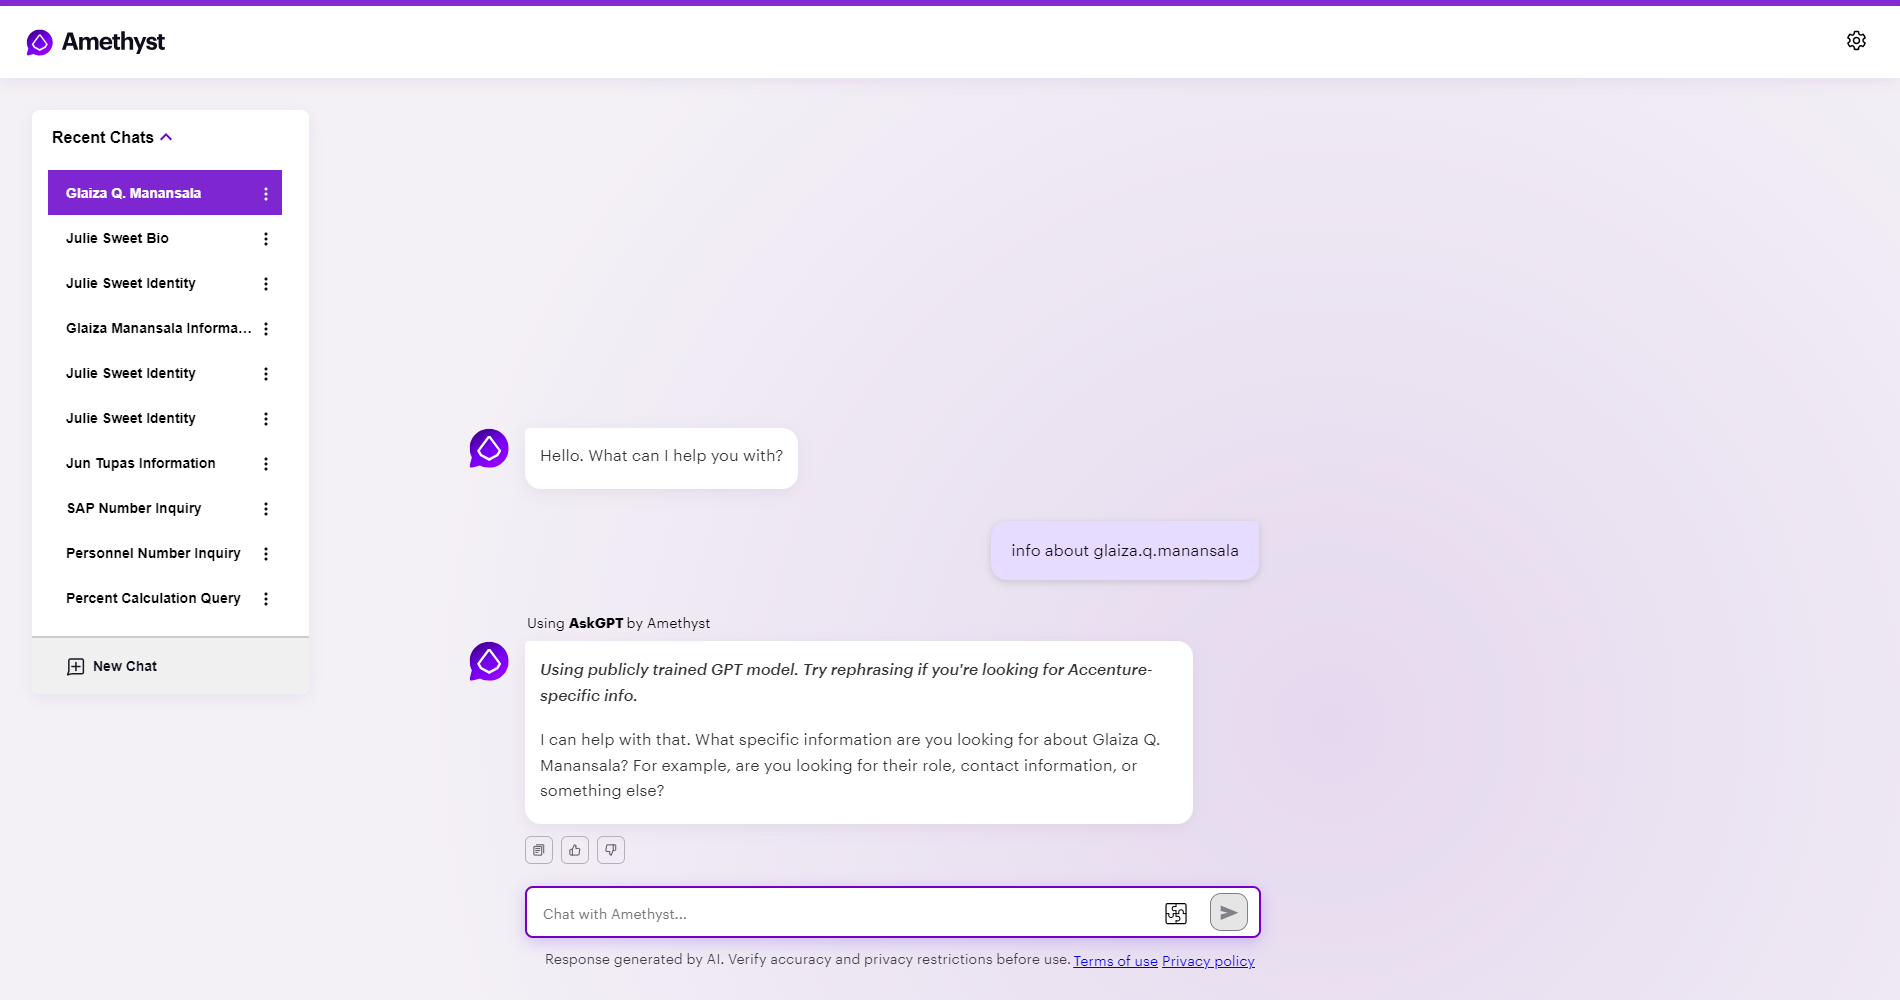 Amethyst
Recent Chats
Glaiza Q. Manansala
Julie Sweet Bio
Julie Sweet Identity
Glaiza Manansala Informa...
Julie Sweet Identity
Julie Sweet Identity
Jun Tupas Information
SAP Number Inquiry
Personnel Number Inquiry
Percent Calculation Query
New Chat
Hello. What can I help you with?
info about glaiza.q.manansala
Using AskGPT by Amethyst
Using publicly trained GPT model. Try rephrasing if you're looking for Accenture-
specific info.
I can help with that. What specific information are you looking for about Glaiza Q.
Manansala? For example, are you looking for their role, contact information, or
something else?
Chat with Amethyst...
Response generated by AI. Verify accuracy and privacy restrictions before use. Terms of use Privacy policy